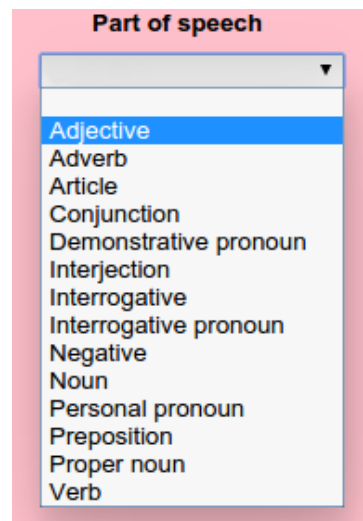 Part of speech
Adjective
Adverb
Article
Conjunction
Demonstrative pronoun
Interjection
Interrogative
Interrogative pronoun
Negative
Noun
Personal pronoun
Preposition
Proper noun
Verb